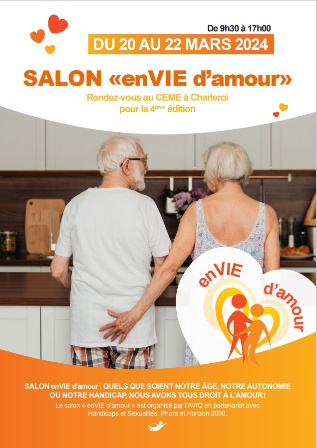 De 9h30 à 17h00
DU 20 AU 22 MARS 2024
SALON «enVIE d’amour»
Rendez-vous au CEME à Charleroi
pour la 4ème édition
enVIE
d’amour
SALON enVIE d’amour : QUELS QUE SOIENT NOTRE ÂGE, NOTRE AUTONOMIE
OU NOTRE HANDICAP, NOUS AVONS TOUS DROIT À L’AMOUR !
Le salon « enVIE d’amour » est organisé par l’AVIQ en partenariat avec
Handicaps et Sexualités, Phare et Horizon 2000.